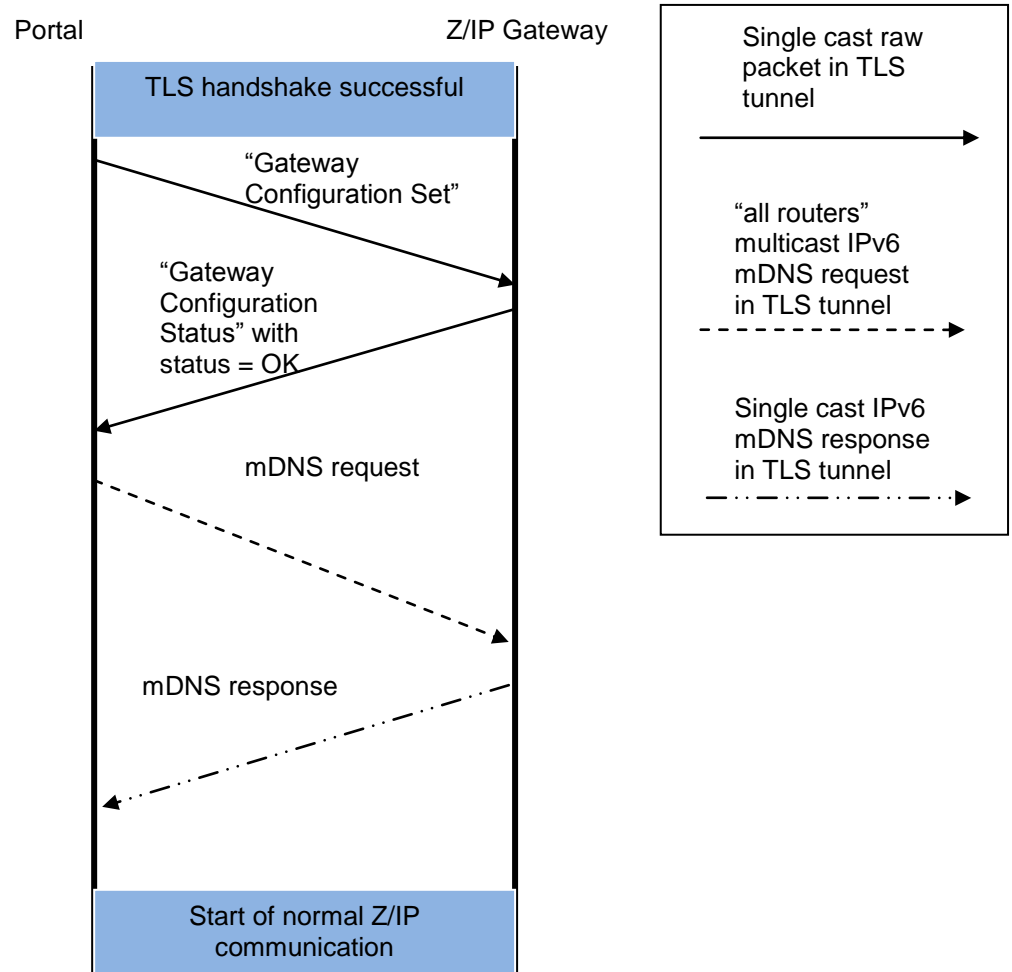 Portal
Z/IP Gateway
TLS handshake successful
“Gateway
Configuration Set”
“Gateway
Configuration
Status” with
status = OK
mDNS request
mDNS response
Start of normal Z/IP
communication
Single cast raw
packet in TLS
tunnel
“all routers”
multicast IPv6
mDNS request
in TLS tunnel
Single cast IPv6
mDNS response
in TLS tunnel